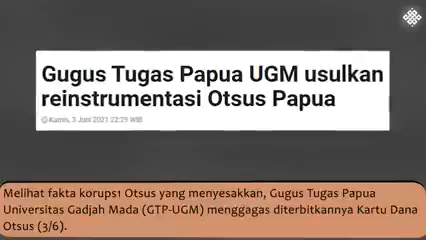 Gugus Tugas Papua UGM usulkan
reinstrumentasi Otsus Papua
Kamis, 3 Juni 2021 22:29 WIB
Melihat fakta korups1 Otsus yang menyesakkan, Gugus Tugas Papua
Universitas Gadjah Mada (GTP-UGM) menggagas diterbitkannya Kartu Dana
Otsus (3/6).